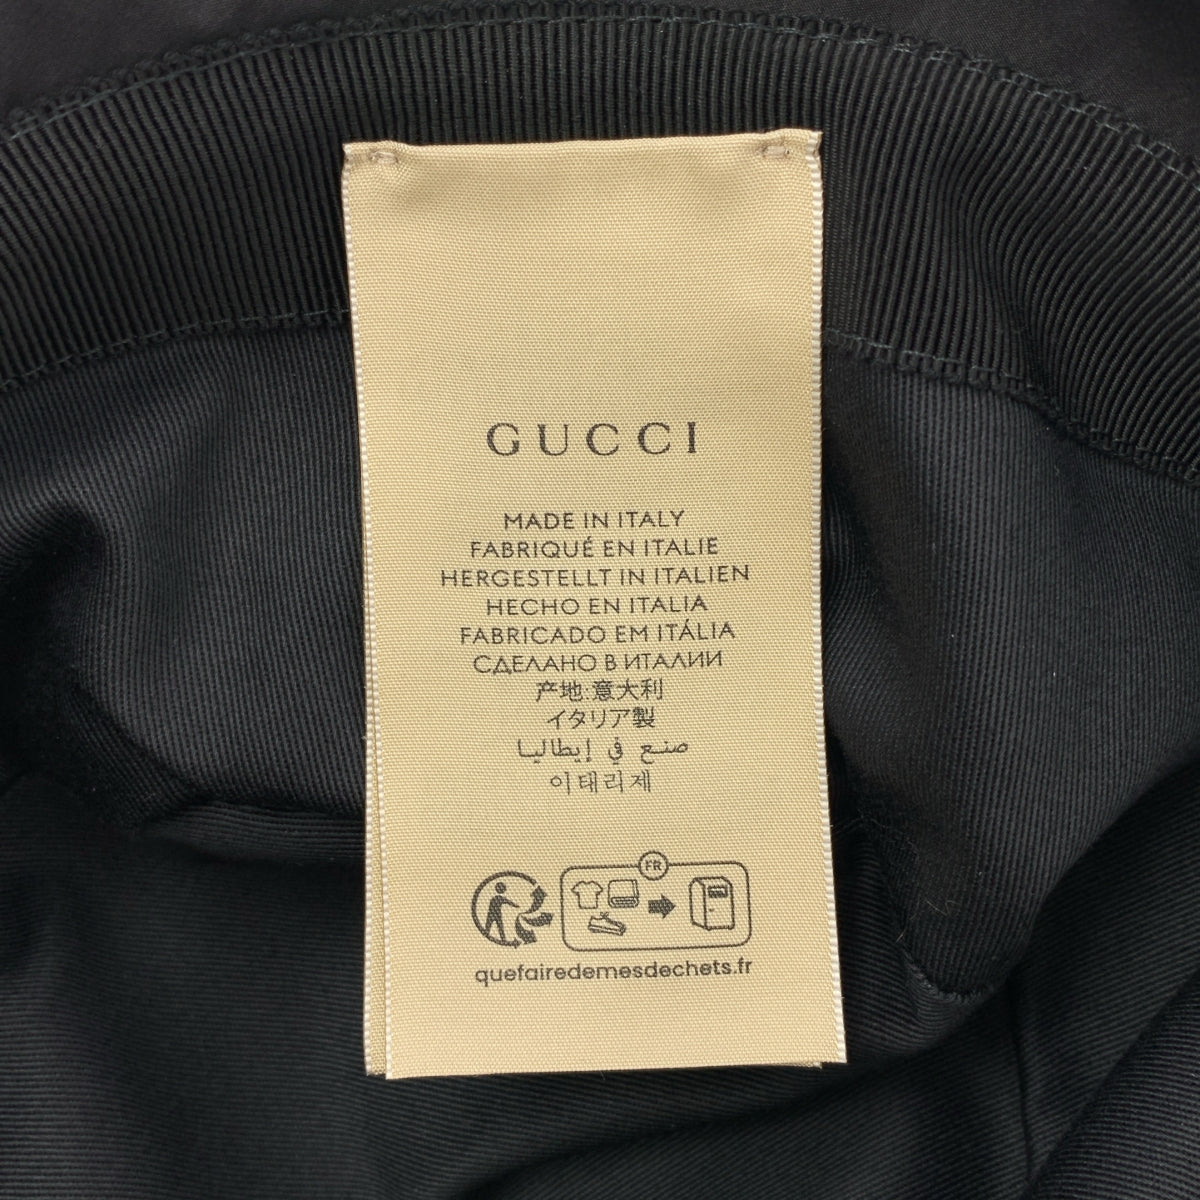 GUCCI
MADE IN ITALY
FABRIQUÉ EN ITALIE
HERGESTELLT IN ITALIEN
HECHO EN ITALIA
FABRICADO EM ITÁLIA
СДЕЛАНО В ИТАЛИИ
产地:意大利
イタリア製
صنع في إيطاليا
이태리제
FR
quefairedemesdechets.fr